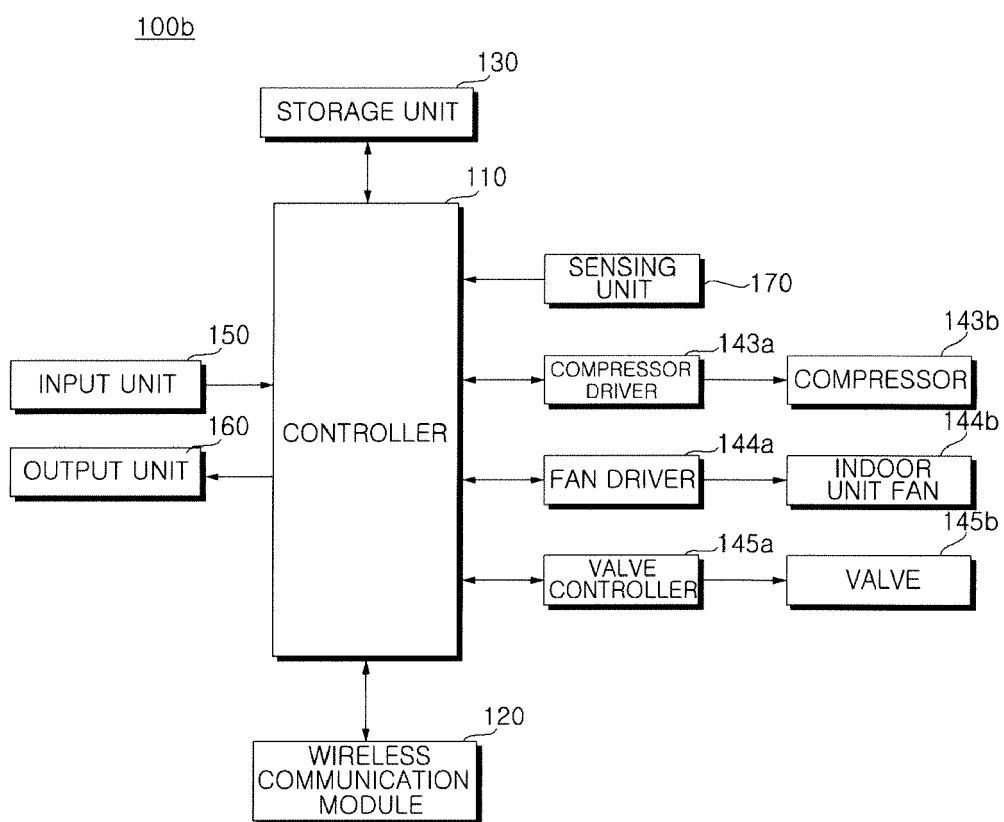 100b
130
STORAGE UNIT
110
CONTROLLER
SENSING
UNIT
170
150
INPUT UNIT
143a
COMPRESSOR
DRIVER
143b
COMPRESSOR
160
OUTPUT UNIT
144a
FAN DRIVER
144b
INDOOR
UNIT FAN
145a
VALVE
CONTROLLER
145b
VALVE
120
WIRELESS
COMMUNICATION
MODULE